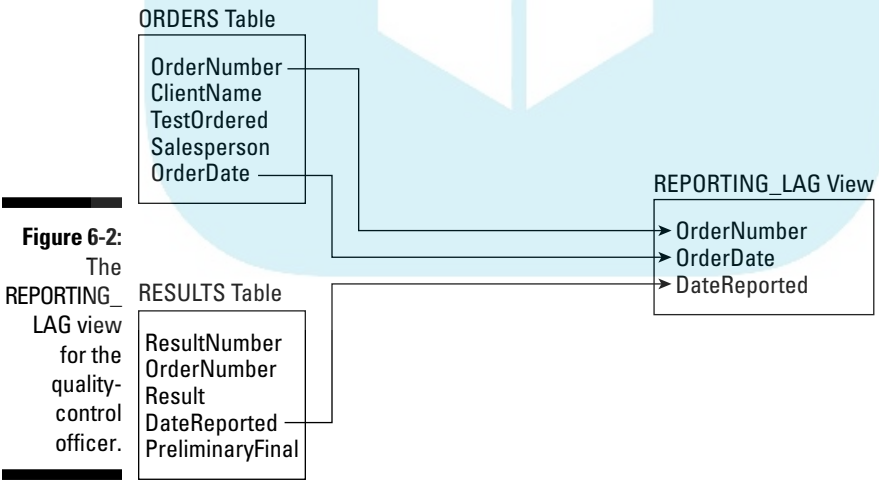 ORDERS Table
OrderNumber
ClientName
TestOrdered
Salesperson
OrderDate
REPORTING_LAG View
OrderNumber
OrderDate
DateReported
Figure 6-2:
The
REPORTING_
LAG view
for the
quality-
control
officer.
RESULTS Table
ResultNumber
OrderNumber
Result
DateReported
PreliminaryFinal